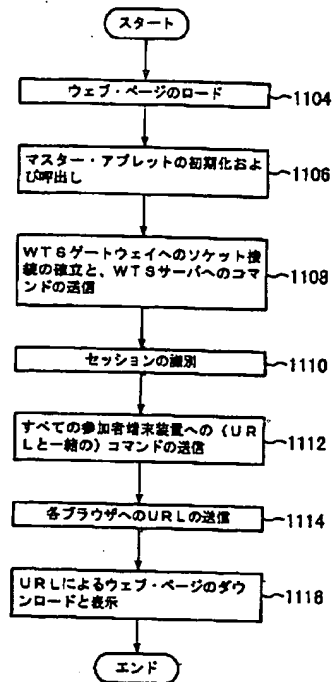 スタート
ウェブ・ページのロード
1104
マスター・アプレットの初期化およ
び呼出し
1106
WTSゲートウェイへのソケット接
続の確立と、WTSサーバへのコマ
ンドの送信
1108
セッションの識別
1110
すべての参加者端末装置への(UR
Lと一緒の)コマンドの送信
1112
各ブラウザへのURLの送信
1114
URLによるウェブ・ページのダウ
ンロードと表示
1116
エンド